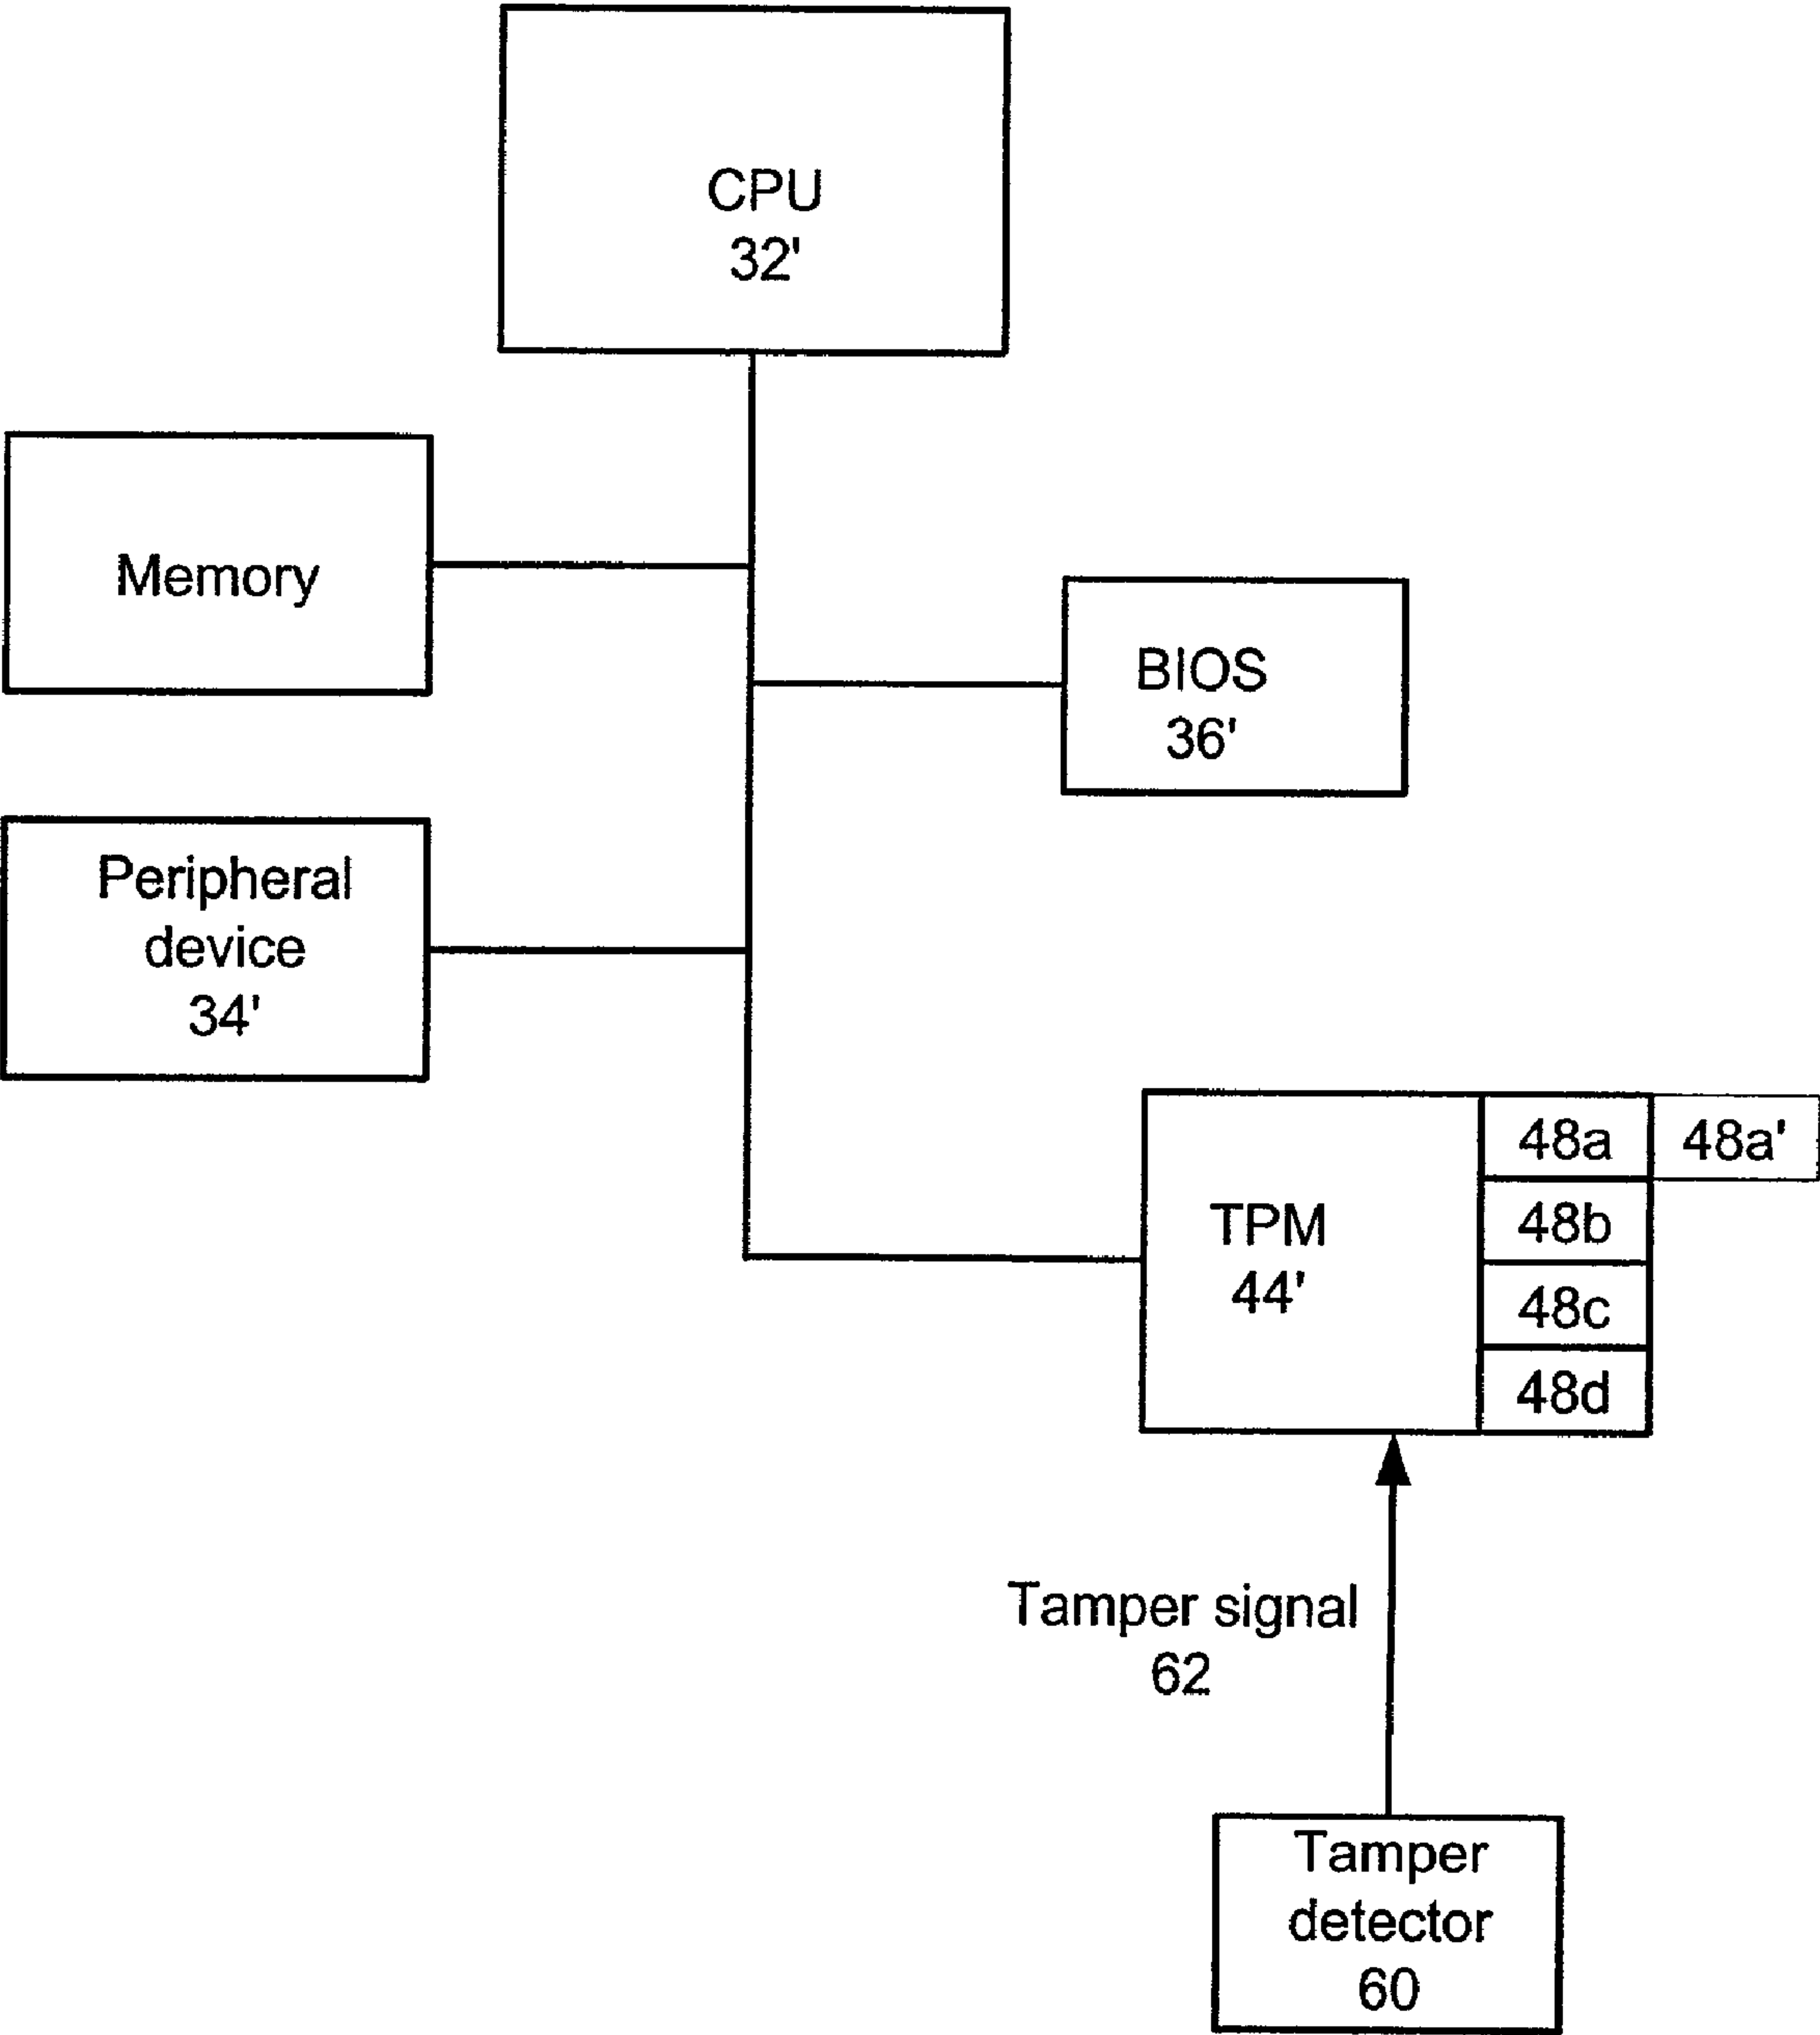 CPU
32'
Memory
BIOS
36'
Peripheral
device
34'
48a
48a'
TPM
44'
48b
48c
48d
Tamper signal
62
Tamper
detector
60